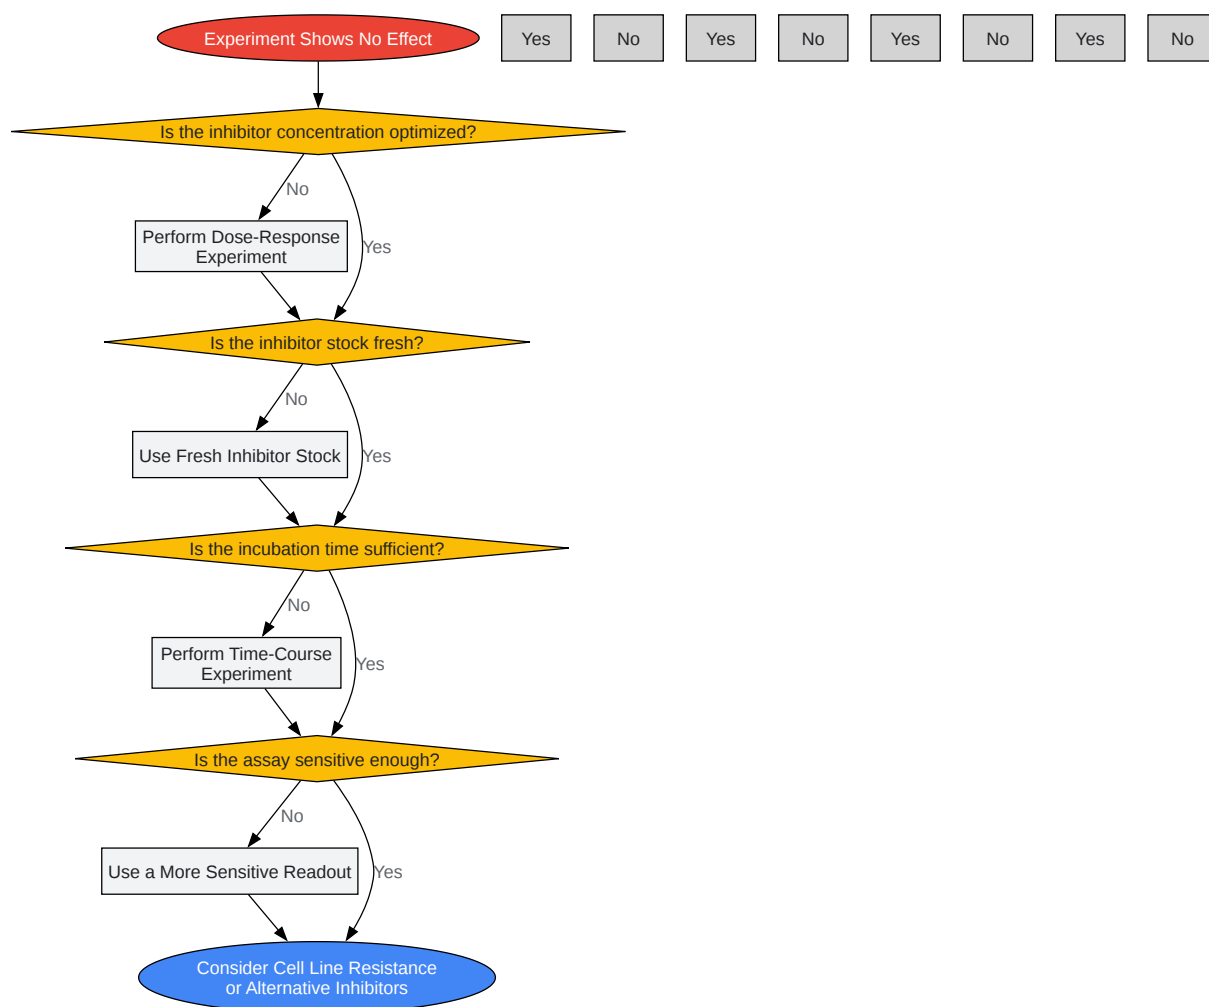 Experiment Shows No Effect
Yes
No
Yes
No
Yes
No
Yes
No
Is the inhibitor concentration optimized?
No
Perform Dose-Response
Experiment
Yes
Is the inhibitor stock fresh?
No
Use Fresh Inhibitor Stock
Yes
Is the incubation time sufficient?
No
Perform Time-Course
Experiment
Yes
Is the assay sensitive enough?
No
Use a More Sensitive Readout
Yes
Consider Cell Line Resistance
or Alternative Inhibitors